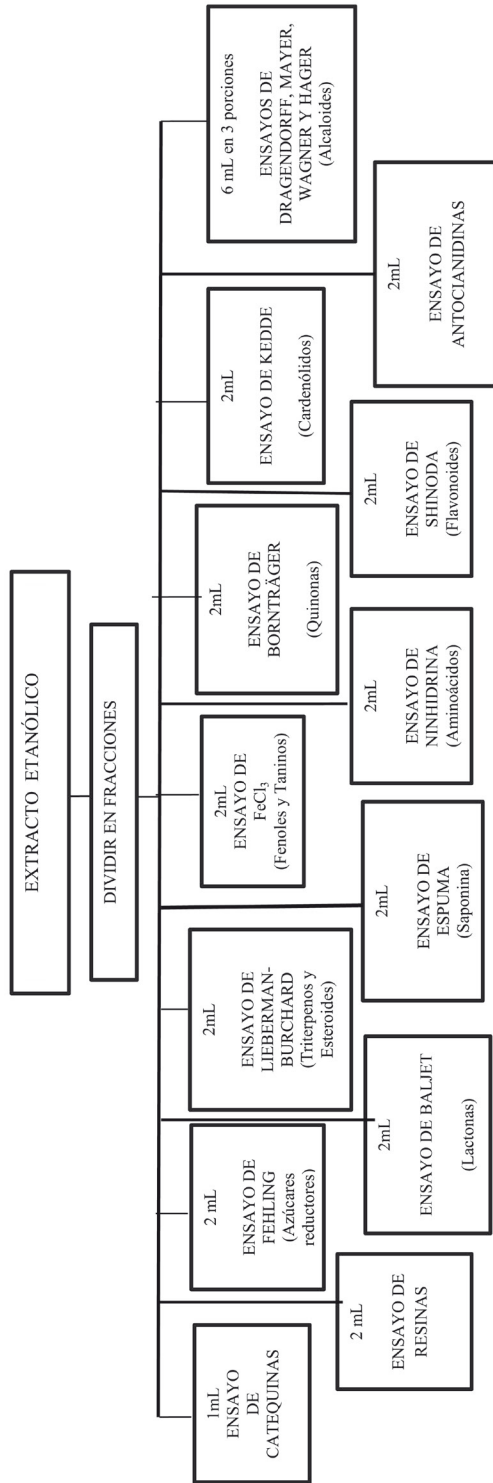 EXTRACTO ETANÓLICO
DIVIDIR EN FRACCIONES
1mL
ENSAYO
DE
CATEQUINAS
2 mL
ENSAYO DE
FEHLING
(Azúcares
reductores)
2mL
ENSAYO DE
LIEBERMAN-
BURCHARD
(Triterpenos y
Esteroides)
2mL
ENSAYO DE
FeCl3
(Fenoles y Taninos)
2mL
ENSAYO DE
BORNTRÄGER
(Quinonas)
2mL
ENSAYO DE KEDDE
(Cardenólidos)
6 mL en 3 porciones
ENSAYOS DE
DRAGENDORFF, MAYER,
WAGNER Y HAGER
(Alcaloides)
2 mL
ENSAYO DE
RESINAS
2mL
ENSAYO DE BALJET
(Lactonas)
2mL
ENSAYO DE
ESPUMA
(Saponina)
2mL
ENSAYO DE
NINHIDRINA
(Aminoácidos)
2mL
ENSAYO DE
SHINODA
(Flavonoides)
2mL
ENSAYO DE
ANTOCIANIDINAS